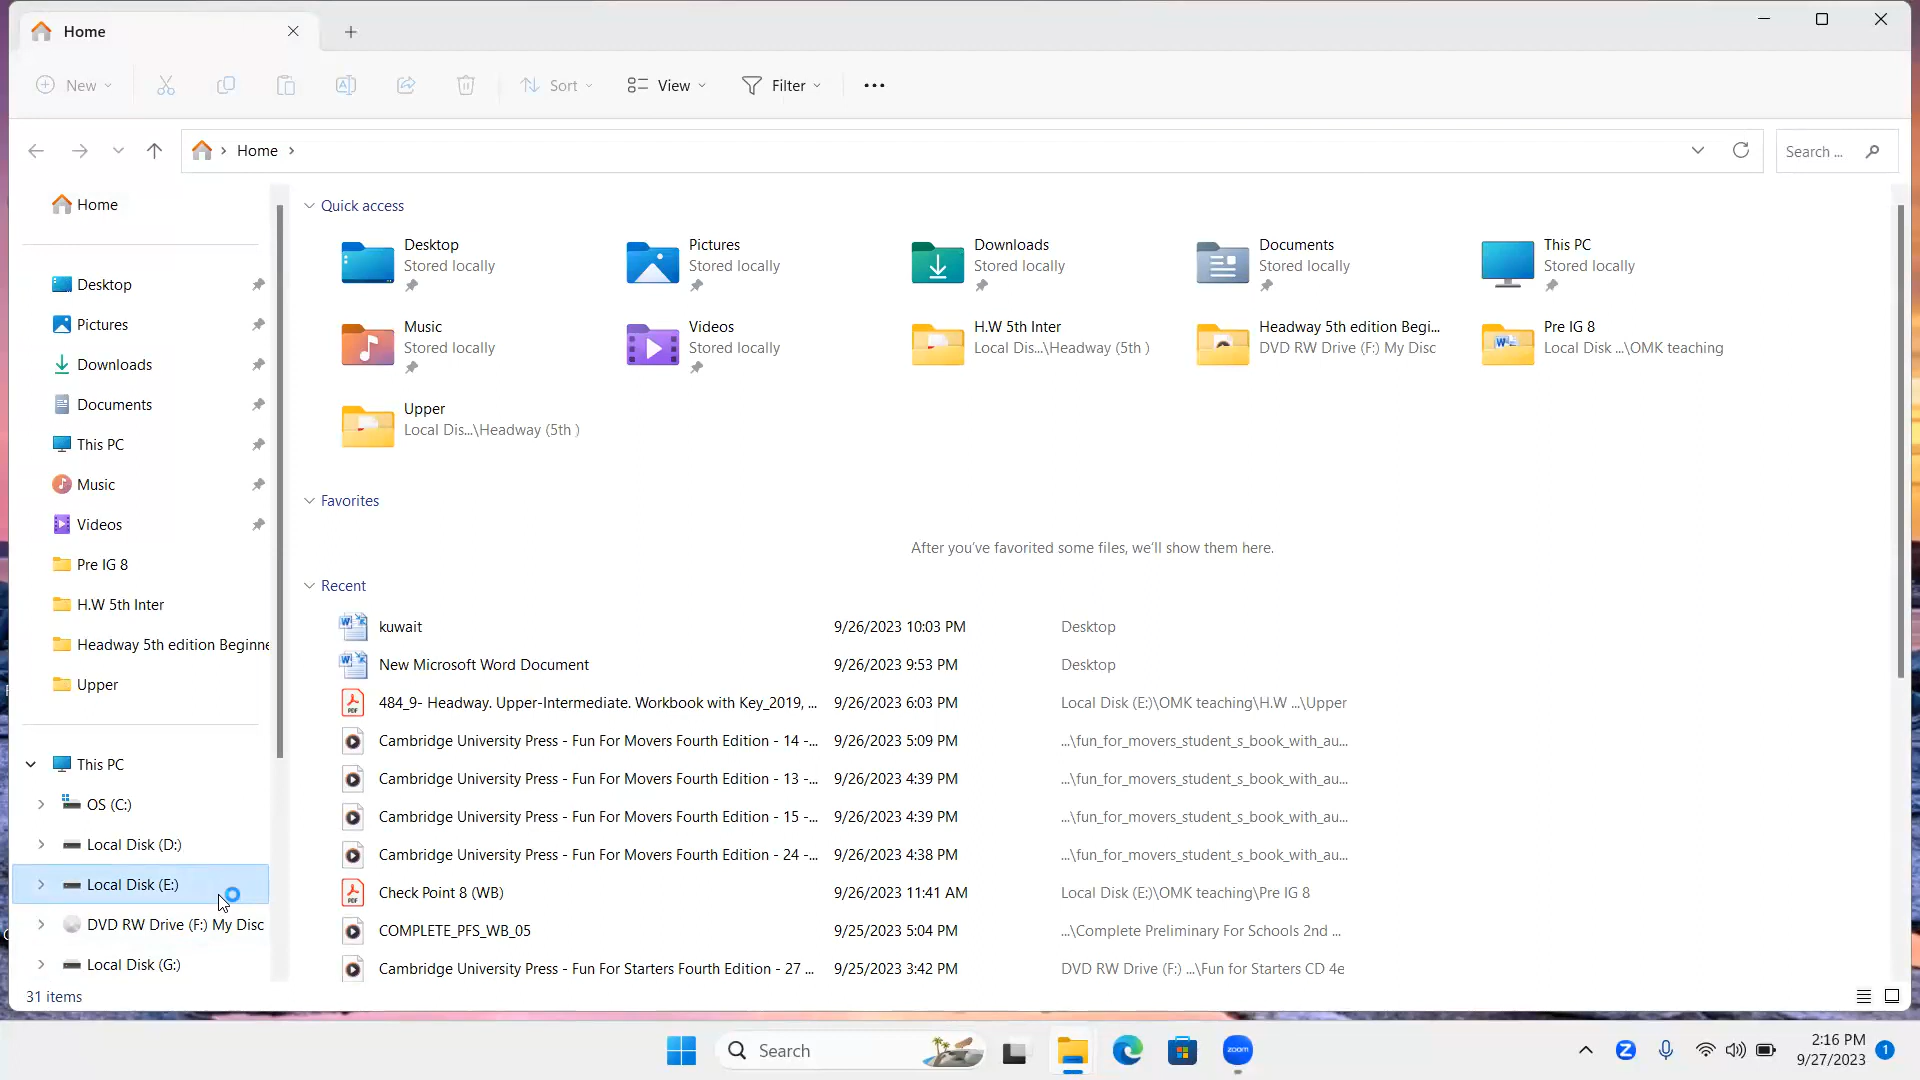 Home
New
Sort
View
Filter
Home
Search ...
Home
Desktop
Pictures
Downloads
Documents
This PC
Music
Videos
Pre IG 8
H.W 5th Inter
Headway 5th edition Beginne
Upper
This PC
OS (C:)
Local Disk (D:)
Local Disk (E:)
DVD RW Drive (F:) My Disc
Local Disk (G:)
31 items
Quick access
Desktop
Stored locally
Pictures
Stored locally
Downloads
Stored locally
Documents
Stored locally
This PC
Stored locally
Music
Stored locally
Videos
Stored locally
H.W 5th Inter
Local Dis...\Headway (5th )
Headway 5th edition Begi...
DVD RW Drive (F:) My Disc
Pre IG 8
Local Disk ...\OMK teaching
Upper
Local Dis...\Headway (5th )
Favorites
After you've favorited some files, we'll show them here.
Recent
kuwait 9/26/2023 10:03 PM Desktop
New Microsoft Word Document 9/26/2023 9:53 PM Desktop
484_9- Headway. Upper-Intermediate. Workbook with Key_2019, ... 9/26/2023 6:03 PM Local Disk (E:)\OMK teaching\H.W ...\Upper
Cambridge University Press - Fun For Movers Fourth Edition - 14 -... 9/26/2023 5:09 PM ...\fun_for_movers_student_s_book_with_au...
Cambridge University Press - Fun For Movers Fourth Edition - 13 -... 9/26/2023 4:39 PM ...\fun_for_movers_student_s_book_with_au...
Cambridge University Press - Fun For Movers Fourth Edition - 15 -... 9/26/2023 4:39 PM ...\fun_for_movers_student_s_book_with_au...
Cambridge University Press - Fun For Movers Fourth Edition - 24 -... 9/26/2023 4:38 PM ...\fun_for_movers_student_s_book_with_au...
Check Point 8 (WB) 9/26/2023 11:41 AM Local Disk (E:)\OMK teaching\Pre IG 8
COMPLETE_PFS_WB_05 9/25/2023 5:04 PM ...\Complete Preliminary For Schools 2nd ...
Cambridge University Press - Fun For Starters Fourth Edition - 27 ... 9/25/2023 3:42 PM DVD RW Drive (F:) ...\Fun for Starters CD 4e
Search
zoom
2:16 PM
9/27/2023
1